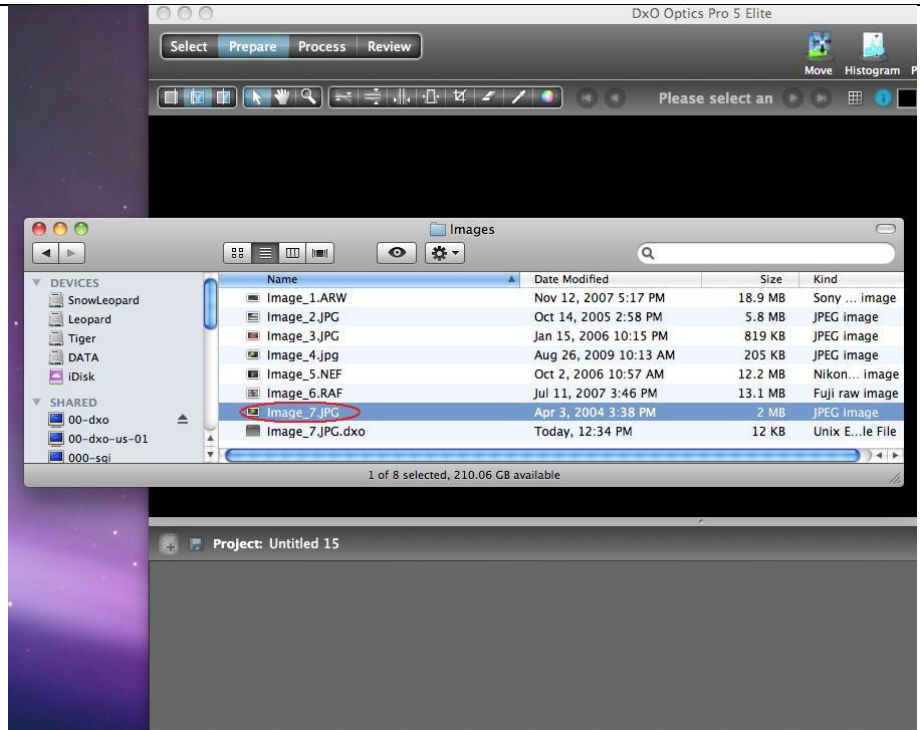 DxO Optics Pro 5 Elite
Select Prepare Process Review
Move Histogram P
Please select an
Images
DEVICES
SnowLeopard
Leopard
Tiger
DATA
iDisk
SHARED
00-dxo
00-dxo-us-01
000-sgi
Name Date Modified Size Kind
Image_1.ARW Nov 12, 2007 5:17 PM 18.9 MB Sony ... image
Image_2.JPG Oct 14, 2005 2:58 PM 5.8 MB JPEG image
Image_3.JPG Jan 15, 2006 10:15 PM 819 KB JPEG image
Image_4.jpg Aug 26, 2009 10:13 AM 205 KB JPEG image
Image_5.NEF Oct 2, 2006 10:57 AM 12.2 MB Nikon... image
Image_6.RAF Jul 11, 2007 3:46 PM 13.1 MB Fuji raw image
Image_7.JPG Apr 3, 2004 3:38 PM 2 MB JPEG image
Image_7.JPG.dxo Today, 12:34 PM 12 KB Unix E...le File
1 of 8 selected, 210.06 GB available
Project: Untitled 15